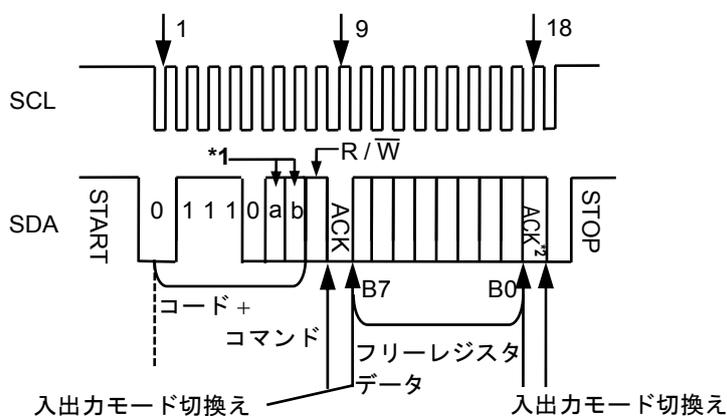 1 9 18
SCL
*1 R / W
SDA START 0 1 1 1 0 a b ACK ACK*2 STOP
B7 B0
コード +
コマンド
フリーレジスタ
データ
入出力モード切換え 入出力モード切換え